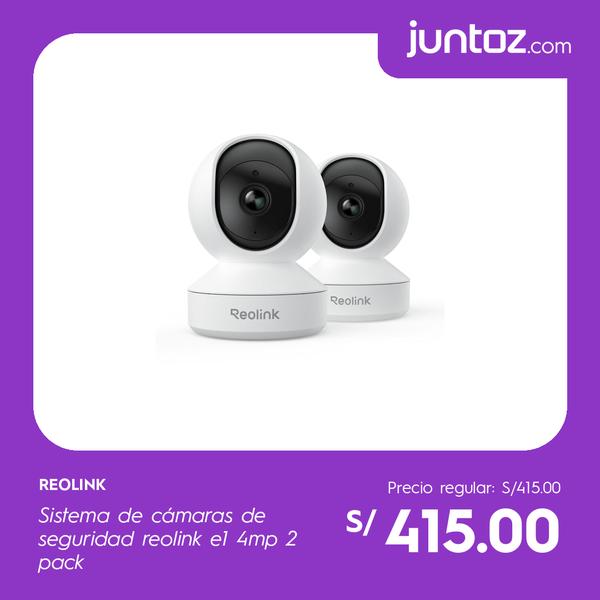 juntoz.com
Reolink
Reolink
REOLINK
Sistema de cámaras de
seguridad reolink e1 4mp 2
pack
Precio regular: S/415.00
S/ 415.00